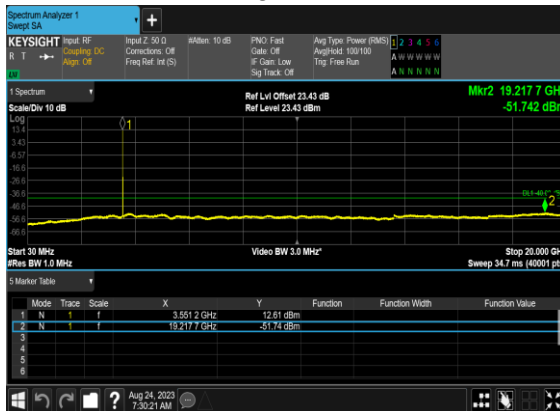 Spectrum Analyzer 1
Swept SA
+
KEYSIGHT Input: RF
R T Coupling: DC
Align: Off
Input Z: 50 Ω
Corrections: Off
Freq Ref: Int (S)
#Atten: 10 dB
PNO: Fast
Gate: Off
IF Gain: Low
Sig Track: Off
Avg Type: Power (RMS)
Avg|Hold: 100/100
Trig: Free Run
1 2 3 4 5 6
A W W W W W
A N N N N N
1 Spectrum
Scale/Div 10 dB
Ref Lvl Offset 23.43 dB
Ref Level 23.43 dBm
Mkr2 19.217 7 GH
-51.742 dBr
Log
13.4
3.43
-6.57
-16.6
-26.6
-36.6
-46.6
-56.6
-66.6
1
2
Start 30 MHz
#Res BW 1.0 MHz
Video BW 3.0 MHz*
Stop 20.000 GH
Sweep 34.7 ms (40001 pt
5 Marker Table
Mode Trace Scale X Y Function Function Width Function Value
1 N 1 f 3.551 2 GHz 12.61 dBm
2 N 1 f 19.217 7 GHz -51.74 dBm
3
4
5
6
?
Aug 24, 2023
7:30:21 AM